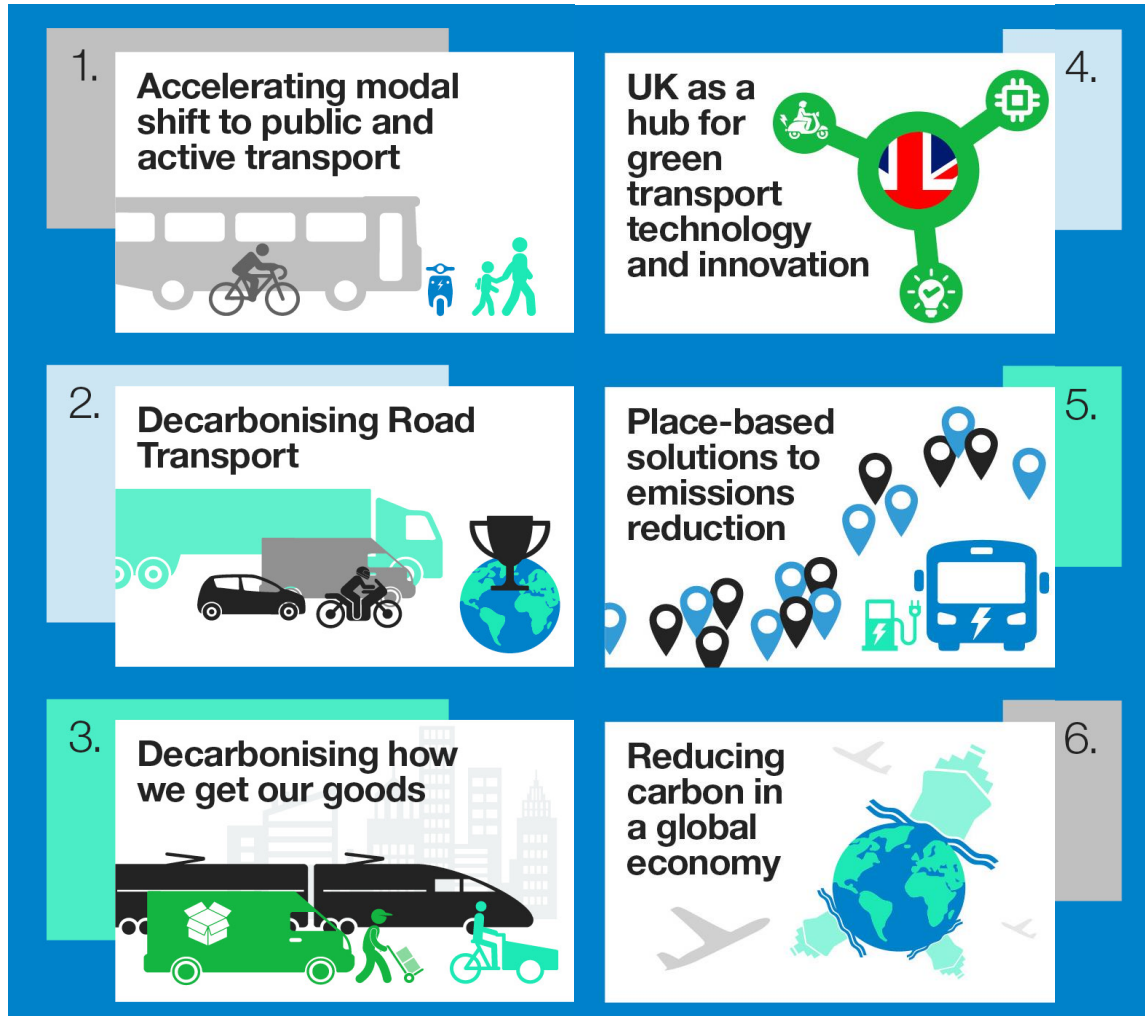 1.
Accelerating modal
shift to public and
active transport
2.
Decarbonising Road
Transport
3.
Decarbonising how
we get our goods
4.
UK as a
hub for
green
transport
technology
and innovation
5.
Place-based
solutions to
emissions
reduction
6.
Reducing
carbon in
a global
economy